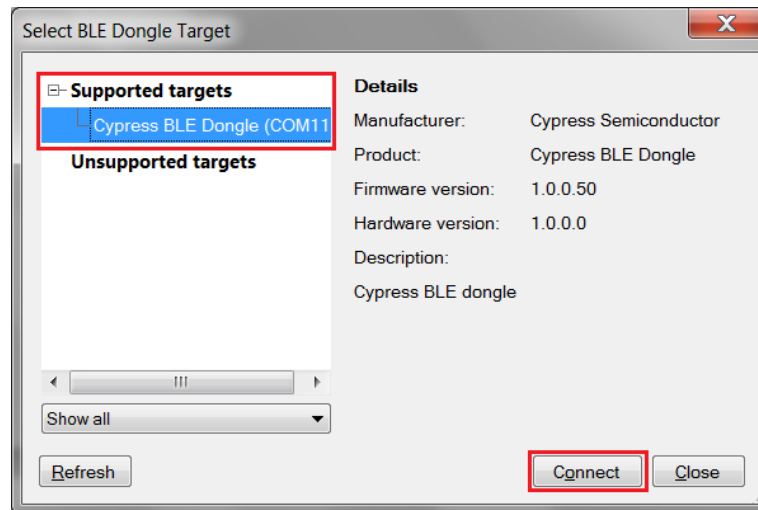 Select BLE Dongle Target
Supported targets
Cypress BLE Dongle (COM11
Unsupported targets
Show all
Refresh
Details
Manufacturer: Cypress Semiconductor
Product: Cypress BLE Dongle
Firmware version: 1.0.0.50
Hardware version: 1.0.0.0
Description:
Cypress BLE dongle
Connect
Close